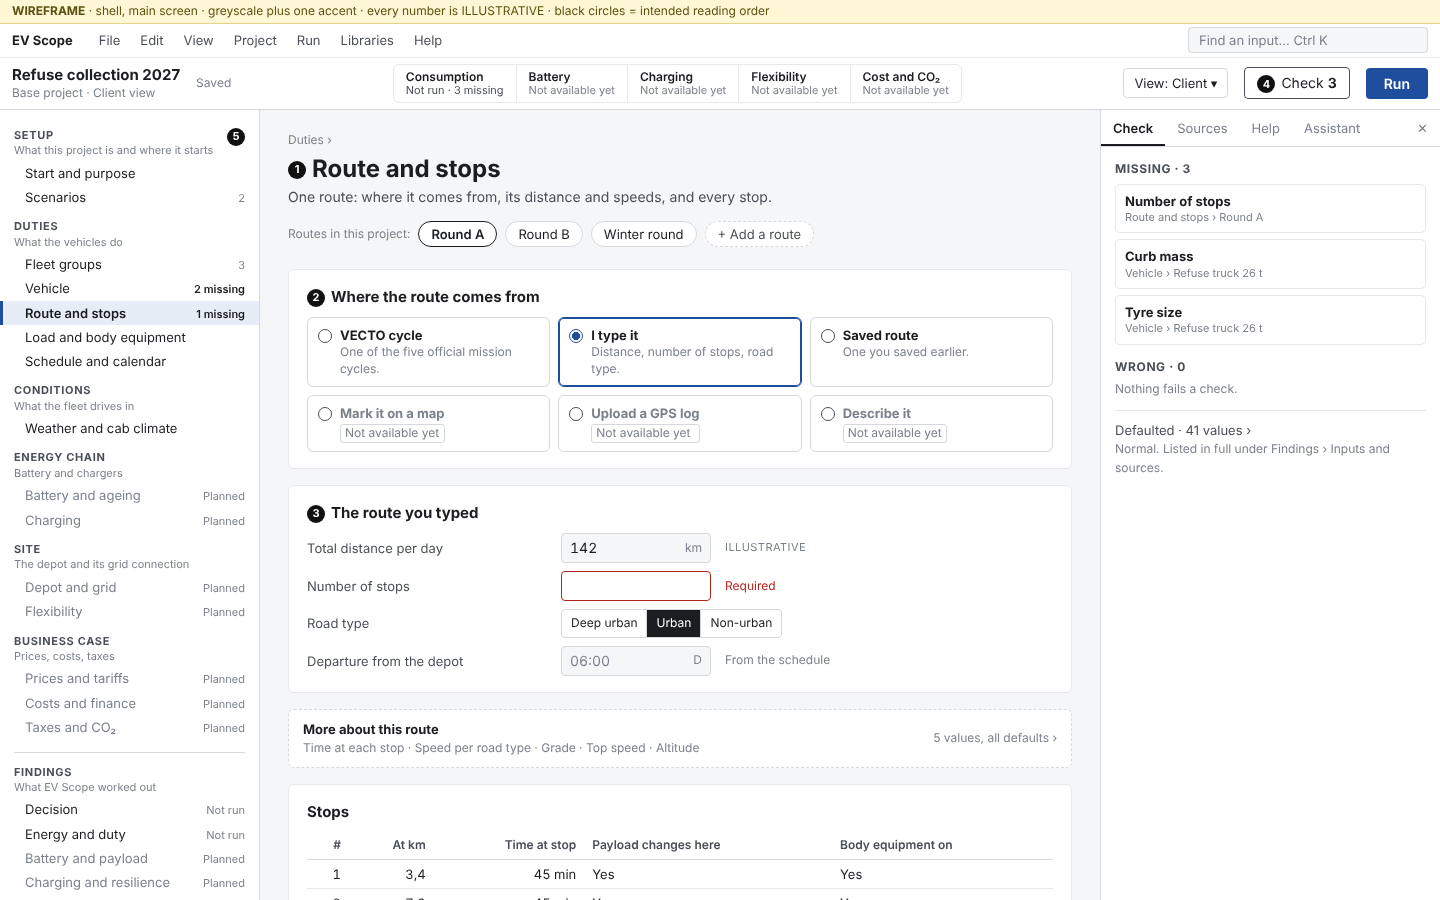 WIREFRAME · shell, main screen · greyscale plus one accent · every number is ILLUSTRATIVE · black circles = intended reading order
EV Scope File Edit View Project Run Libraries Help Find an input... Ctrl K
Refuse collection 2027 Saved
Base project · Client view
Consumption
Not run · 3 missing
Battery
Not available yet
Charging
Not available yet
Flexibility
Not available yet
Cost and CO₂
Not available yet
View: Client ▾
4 Check 3
Run
SETUP 5
What this project is and where it starts
Start and purpose
Scenarios 2
DUTIES
What the vehicles do
Fleet groups 3
Vehicle 2 missing
Route and stops 1 missing
Load and body equipment
Schedule and calendar
CONDITIONS
What the fleet drives in
Weather and cab climate
ENERGY CHAIN
Battery and chargers
Battery and ageing Planned
Charging Planned
SITE
The depot and its grid connection
Depot and grid Planned
Flexibility Planned
BUSINESS CASE
Prices, costs, taxes
Prices and tariffs Planned
Costs and finance Planned
Taxes and CO₂ Planned
FINDINGS
What EV Scope worked out
Decision Not run
Energy and duty Not run
Battery and payload Planned
Charging and resilience Planned
Duties ›
1 Route and stops
One route: where it comes from, its distance and speeds, and every stop.
Routes in this project: Round A Round B Winter round + Add a route
2 Where the route comes from
VECTO cycle
One of the five official mission
cycles.
I type it
Distance, number of stops, road
type.
Saved route
One you saved earlier.
Mark it on a map
Not available yet
Upload a GPS log
Not available yet
Describe it
Not available yet
3 The route you typed
Total distance per day 142 km ILLUSTRATIVE
Number of stops Required
Road type Deep urban Urban Non-urban
Departure from the depot 06:00 D From the schedule
More about this route
Time at each stop · Speed per road type · Grade · Top speed · Altitude
5 values, all defaults ›
Stops
# At km Time at stop Payload changes here Body equipment on
1 3,4 45 min Yes Yes
Check Sources Help Assistant ×
MISSING · 3
Number of stops
Route and stops › Round A
Curb mass
Vehicle › Refuse truck 26 t
Tyre size
Vehicle › Refuse truck 26 t
WRONG · 0
Nothing fails a check.
Defaulted · 41 values ›
Normal. Listed in full under Findings › Inputs and
sources.